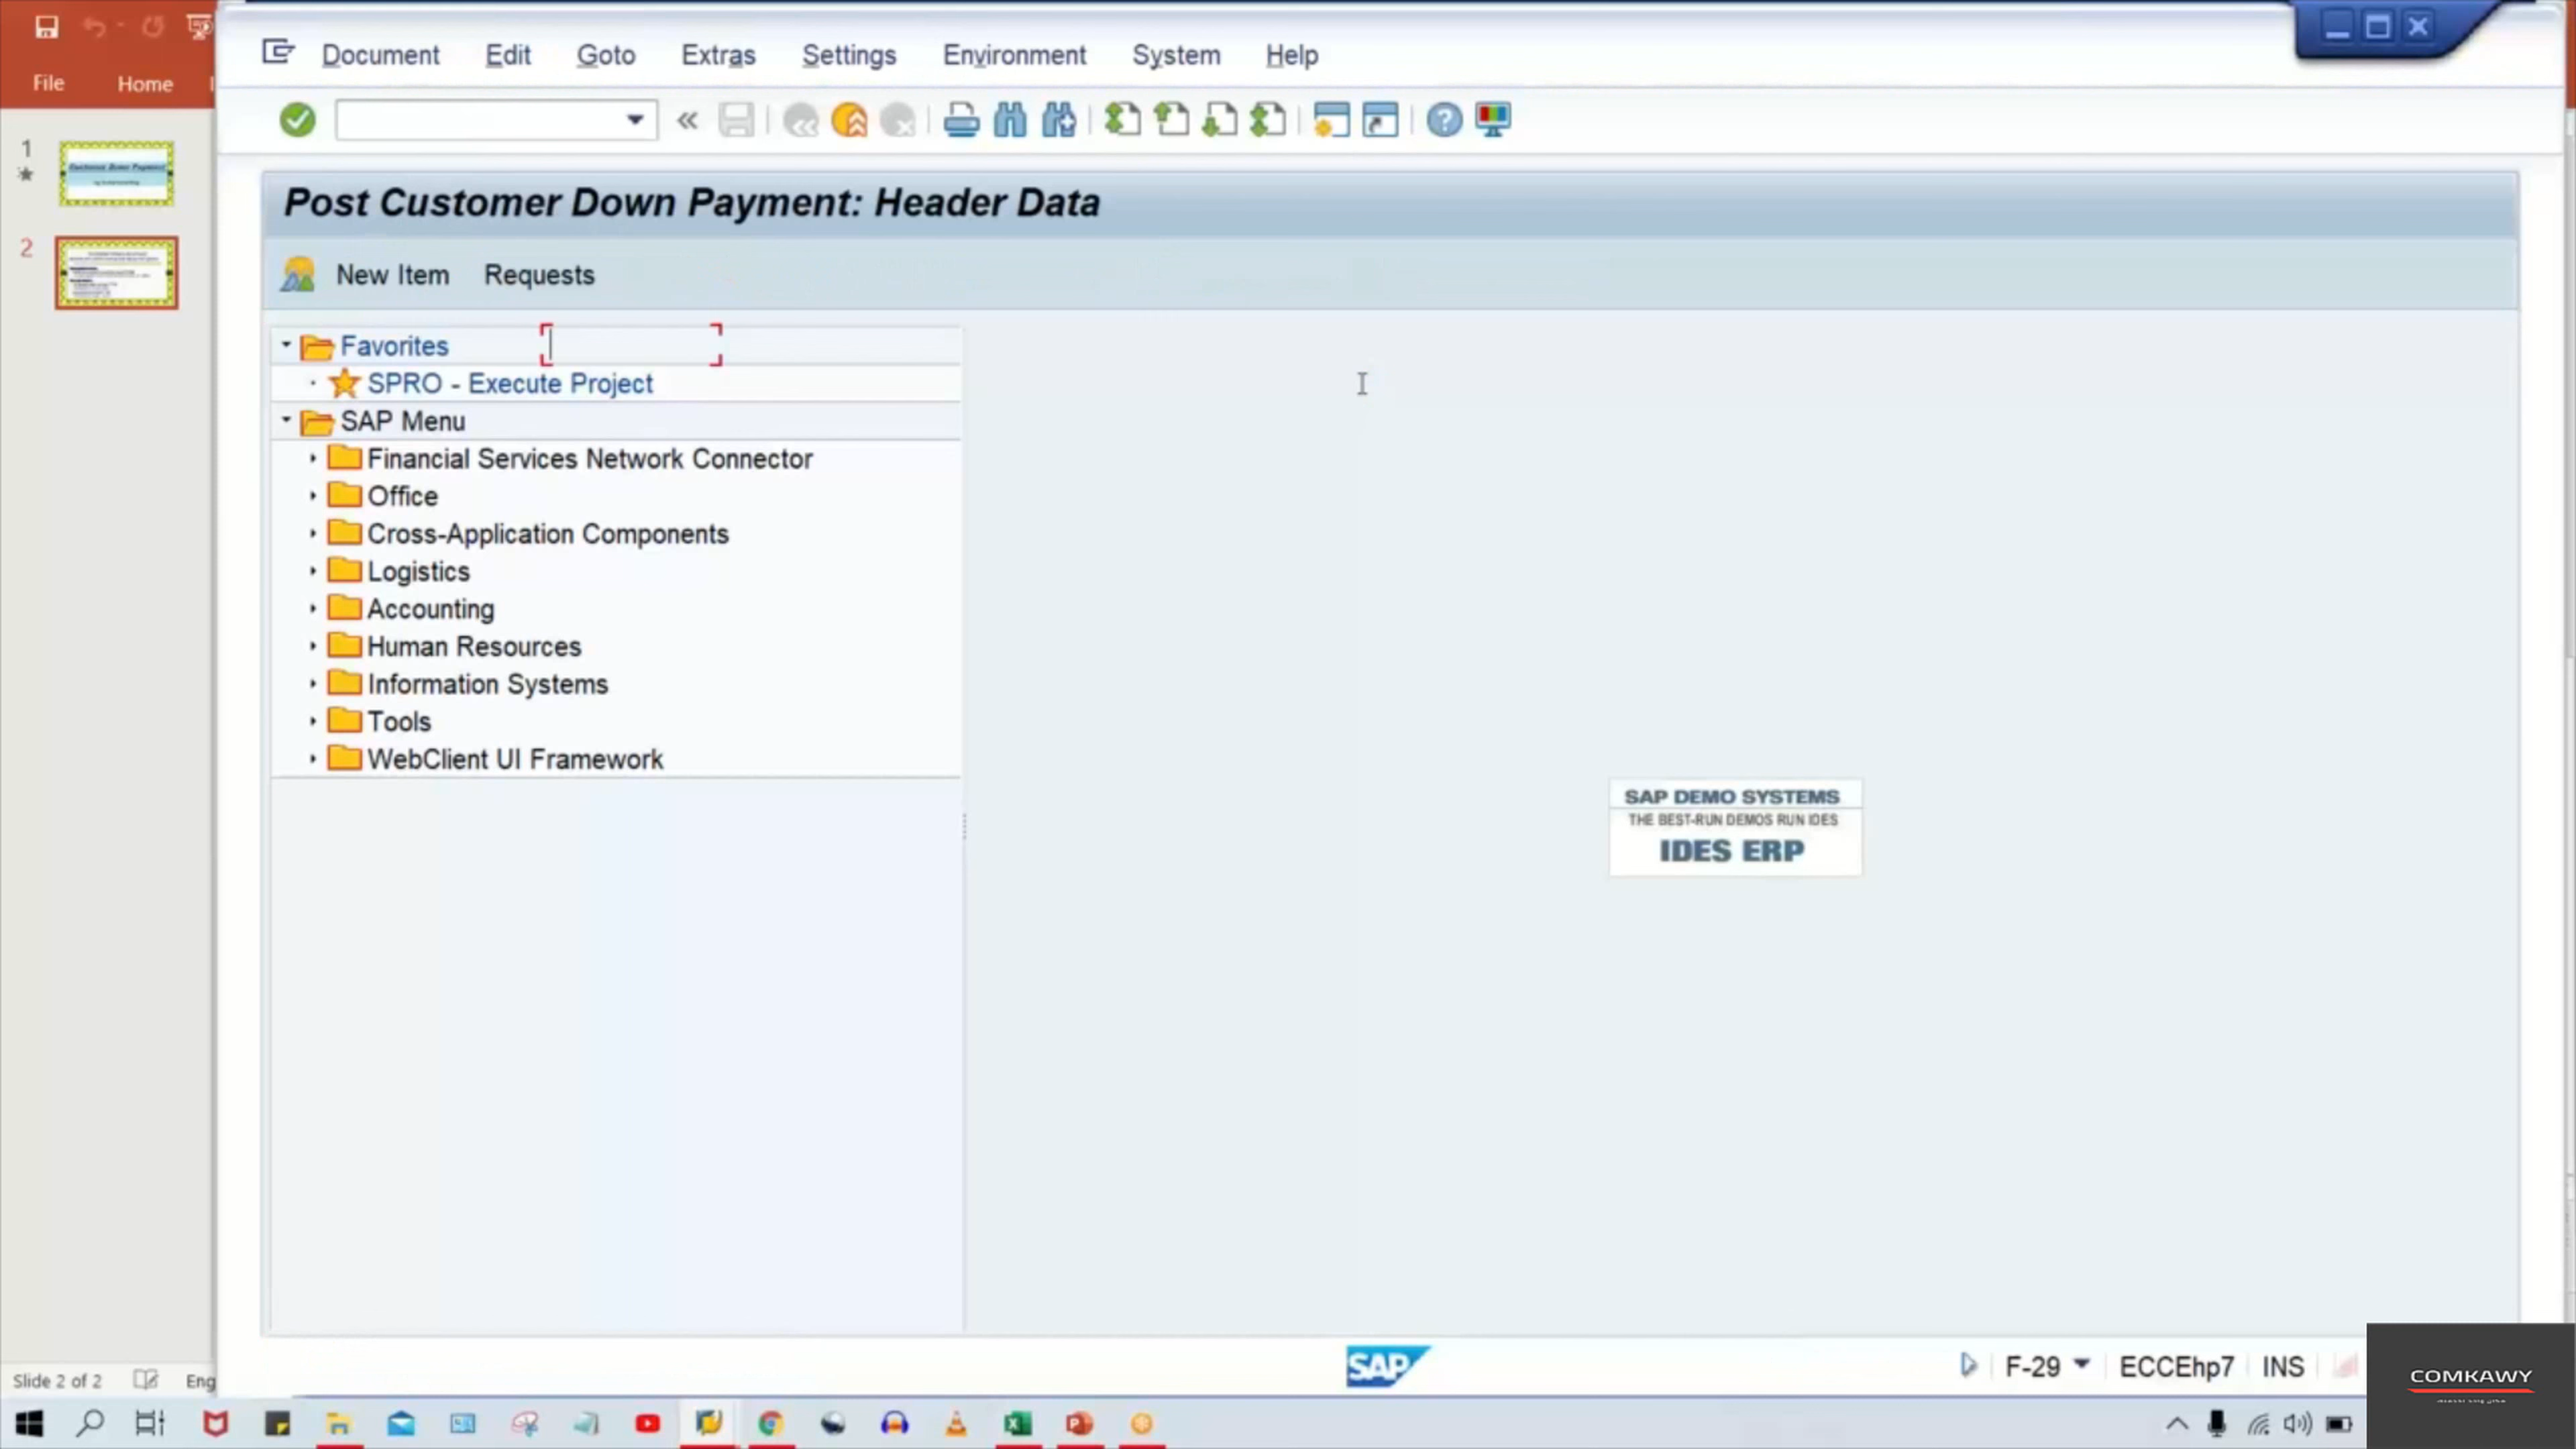 File
Home
Document Edit Goto Extras Settings Environment System Help
Post Customer Down Payment: Header Data
New Item Requests
1
Customer Down Payment
2
Favorites
SPRO - Execute Project
SAP Menu
Financial Services Network Connector
Office
Cross-Application Components
Logistics
Accounting
Human Resources
Information Systems
Tools
WebClient UI Framework
SAP DEMO SYSTEMS
THE BEST-RUN DEMOS RUN IDES
IDES ERP
SAP
F-29 ECCEhp7 INS
Slide 2 of 2 Eng
COMKAWY